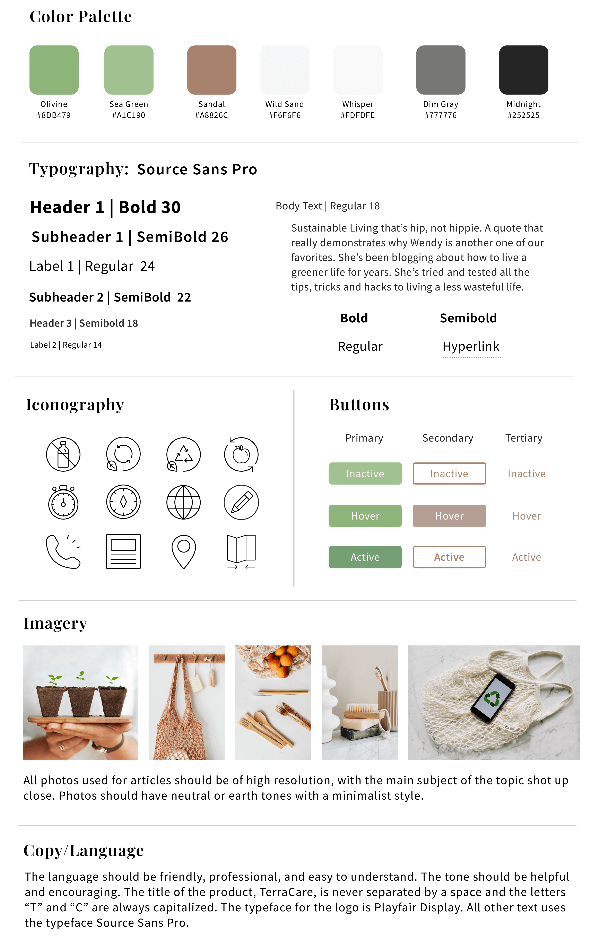 Color Palette
Olivine
#8DB479
Sea Green
#A1C190
Sandal
#A8826C
Wild Sand
#F6F6F6
Whisper
#FDFDFE
Dim Gray
#777776
Midnight
#252525
Typography: Source Sans Pro
Header 1 | Bold 30
Subheader 1 | SemiBold 26
Label 1 | Regular 24
Subheader 2 | SemiBold 22
Header 3 | Semibold 18
Label 2 | Regular 14
Body Text | Regular 18
Sustainable Living that's hip, not hippie. A quote that
really demonstrates why Wendy is another one of our
favorites. She's been blogging about how to live a
greener life for years. She's tried and tested all the
tips, tricks and hacks to living a less wasteful life.
Bold
Semibold
Regular
Hyperlink
Iconography
Buttons
Primary
Secondary
Tertiary
Inactive
Inactive
Inactive
Hover
Hover
Hover
Active
Active
Active
Imagery
All photos used for articles should be of high resolution, with the main subject of the topic shot up
close. Photos should have neutral or earth tones with a minimalist style.
Copy/Language
The language should be friendly, professional, and easy to understand. The tone should be helpful
and encouraging. The title of the product, TerraCare, is never separated by a space and the letters
“T” and “C” are always capitalized. The typeface for the logo is Playfair Display. All other text uses
the typeface Source Sans Pro.